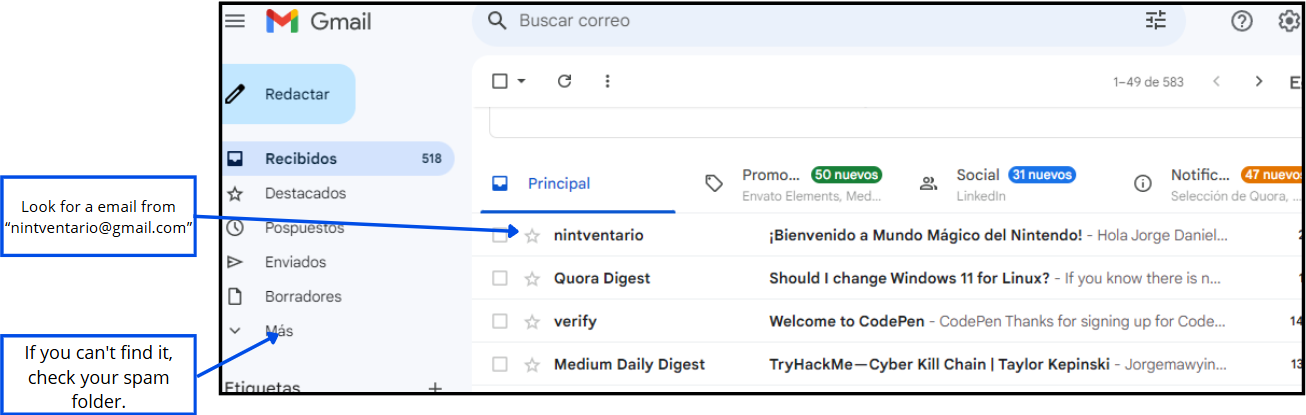 Gmail
Buscar correo
Redactar
1–49 de 583
Recibidos 518
Destacados
Pospuestos
Enviados
Borradores
Más
Etiquetas
Look for a email from
“nintventario@gmail.com”
If you can't find it,
check your spam
folder.
Principal
Promo... 50 nuevos
Envato Elements, Med...
Social 31 nuevos
LinkedIn
Notific... 47 nuevos
Selección de Quora, ...
nintventario ¡Bienvenido a Mundo Mágico del Nintendo! - Hola Jorge Daniel...
Quora Digest Should I change Windows 11 for Linux? - If you know there is n...
verify Welcome to CodePen - CodePen Thanks for signing up for Code... 14
Medium Daily Digest TryHackMe—Cyber Kill Chain | Taylor Kepinski - Jorgemawyin... 13